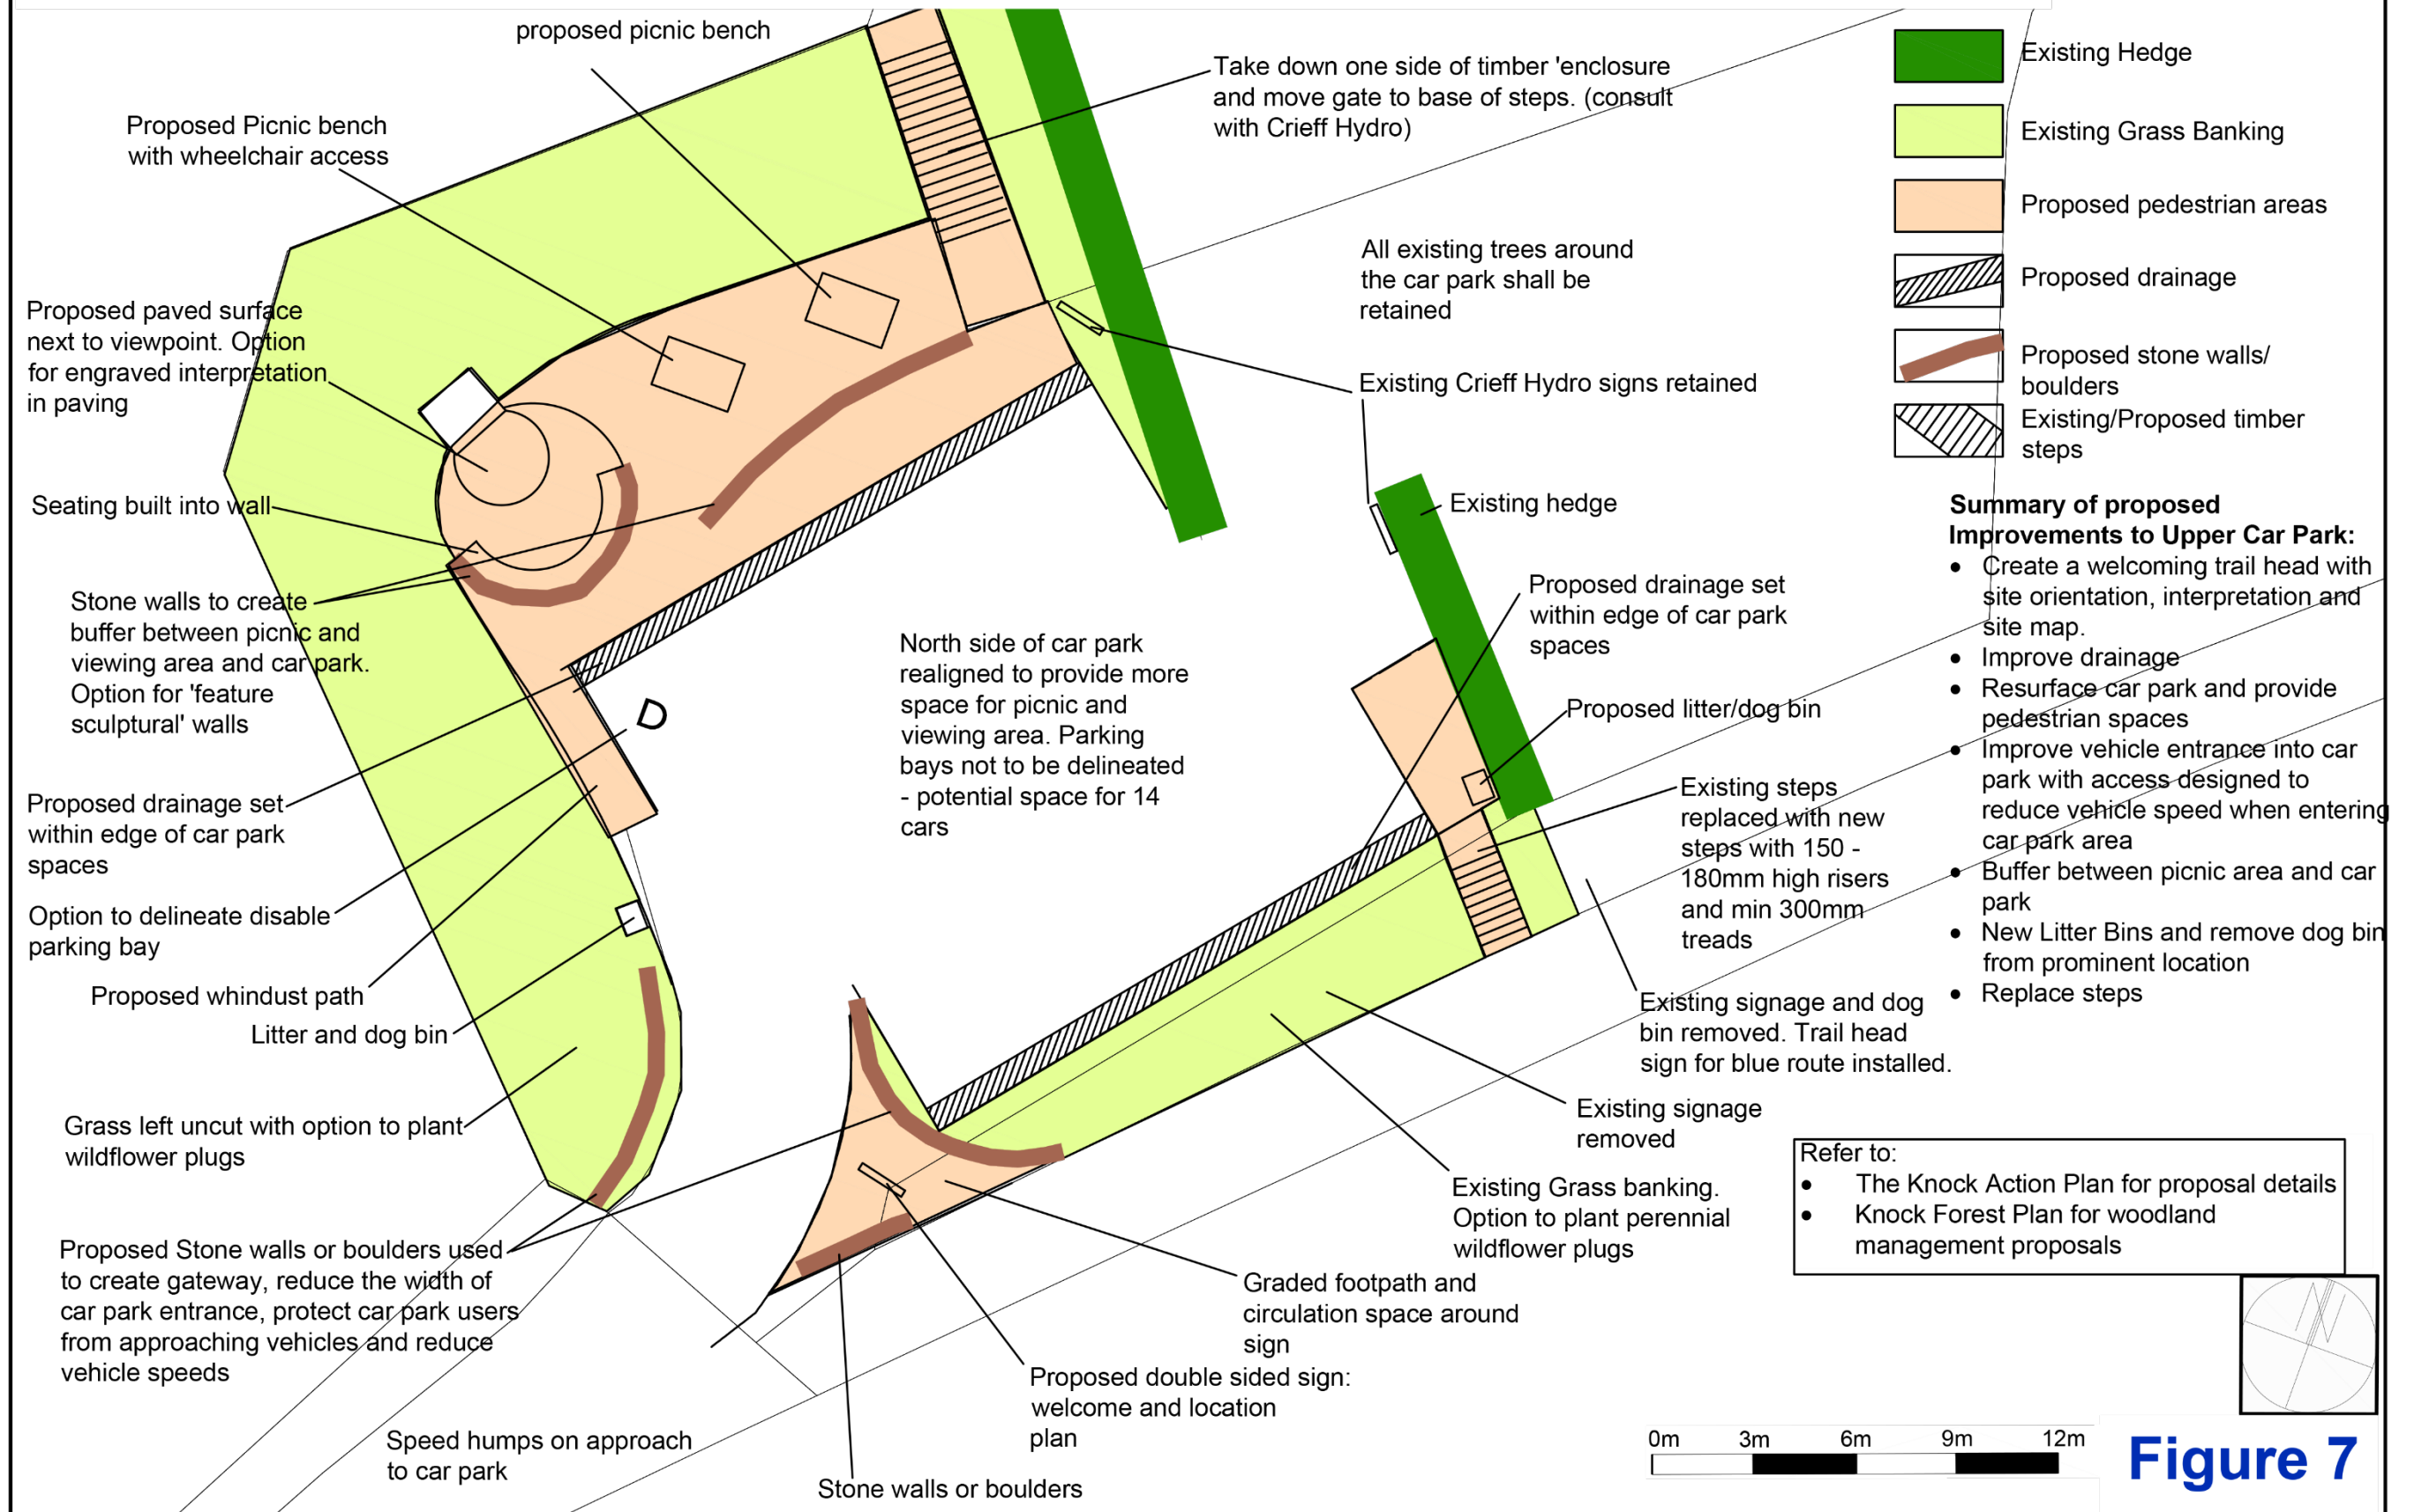 proposed picnic bench
Proposed Picnic bench
with wheelchair access
Take down one side of timber 'enclosure
and move gate to base of steps. (consult
with Crieff Hydro)
All existing trees around
the car park shall be
retained
Existing Crieff Hydro signs retained
Existing hedge
Proposed paved surface
next to viewpoint. Option
for engraved interpretation
in paving
Seating built into wall
Stone walls to create
buffer between picnic and
viewing area and car park.
Option for 'feature
sculptural' walls
Proposed drainage set
within edge of car park
spaces
Option to delineate disable
parking bay
Proposed whindust path
Litter and dog bin
Grass left uncut with option to plant
wildflower plugs
Proposed Stone walls or boulders used
to create gateway, reduce the width of
car park entrance, protect car park users
from approaching vehicles and reduce
vehicle speeds
Speed humps on approach
to car park
D
North side of car park
realigned to provide more
space for picnic and
viewing area. Parking
bays not to be delineated
- potential space for 14
cars
Proposed drainage set
within edge of car park
spaces
Proposed litter/dog bin
Existing steps
replaced with new
steps with 150 -
180mm high risers
and min 300mm
treads
Existing signage and dog
bin removed. Trail head
sign for blue route installed.
Existing signage
removed
Existing Grass banking.
Option to plant perennial
wildflower plugs
Graded footpath and
circulation space around
sign
Proposed double sided sign:
welcome and location
plan
Stone walls or boulders
Existing Hedge
Existing Grass Banking
Proposed pedestrian areas
Proposed drainage
Proposed stone walls/
boulders
Existing/Proposed timber
steps
Summary of proposed
Improvements to Upper Car Park:
• Create a welcoming trail head with
site orientation, interpretation and
site map.
• Improve drainage
• Resurface car park and provide
pedestrian spaces
• Improve vehicle entrance into car
park with access designed to
reduce vehicle speed when entering
car park area
• Buffer between picnic area and car
park
• New Litter Bins and remove dog bin
from prominent location
• Replace steps
Refer to:
• The Knock Action Plan for proposal details
• Knock Forest Plan for woodland
management proposals
N
0m 3m 6m 9m 12m
Figure 7